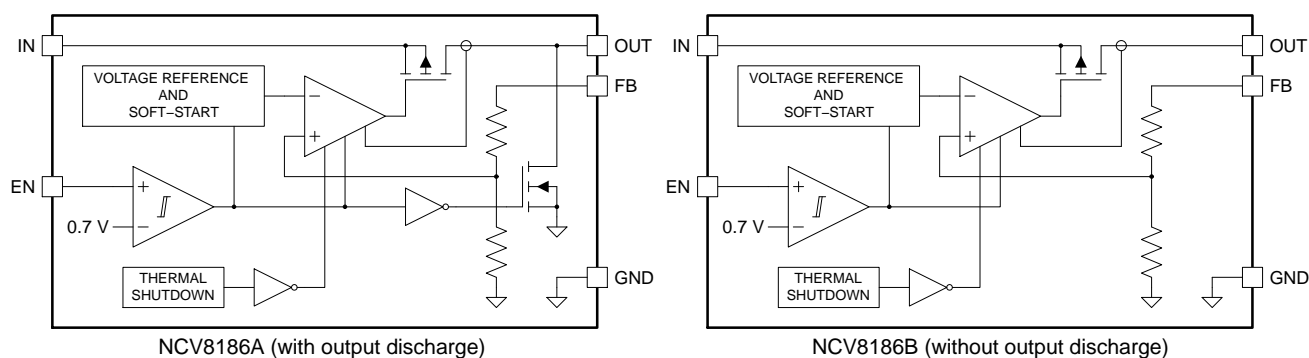 IN
OUT
VOLTAGE REFERENCE
AND
SOFT−START
−
+
FB
EN
+
0.7 V
−
THERMAL
SHUTDOWN
GND
NCV8186A (with output discharge)
IN
OUT
VOLTAGE REFERENCE
AND
SOFT−START
−
+
FB
EN
+
0.7 V
−
THERMAL
SHUTDOWN
GND
NCV8186B (without output discharge)